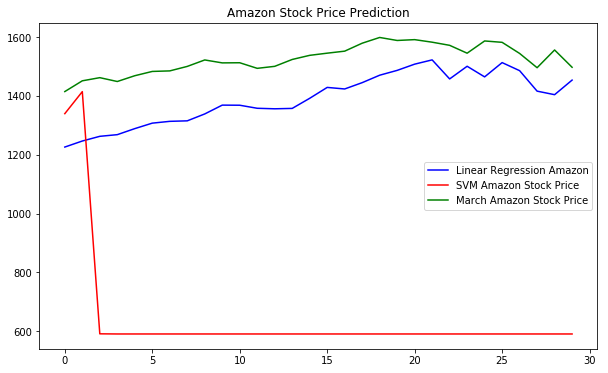 Amazon Stock Price Prediction
1600
1400
1200
1000
800
600
Linear Regression Amazon
SVM Amazon Stock Price
March Amazon Stock Price
0 5 10 15 20 25 30